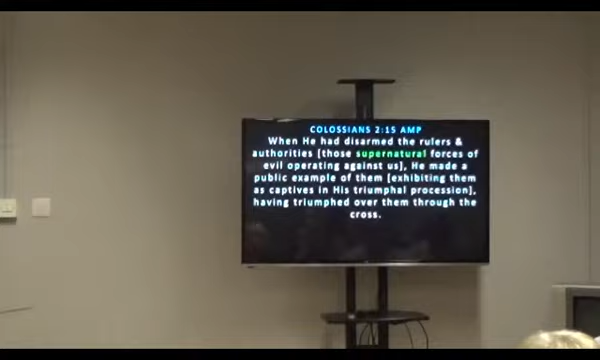 COLOSSIANS 2:15 AMP
When He had disarmed the rulers &
authorities [those supernatural forces of
evil operating against us], He made a
public example of them [exhibiting them
as captives in His triumphal procession],
having triumphed over them through the
cross.